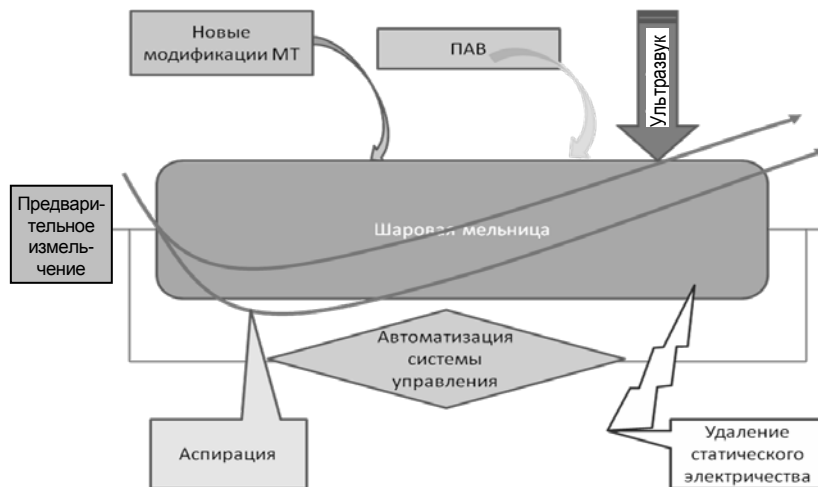 Новые
модификации МТ
ПАВ
Ультразвук
Предвари-
тельное
измель-
чение
Шаровая мельница
Автоматизация
системы
управления
Аспирация
Удаление
статического
электричества